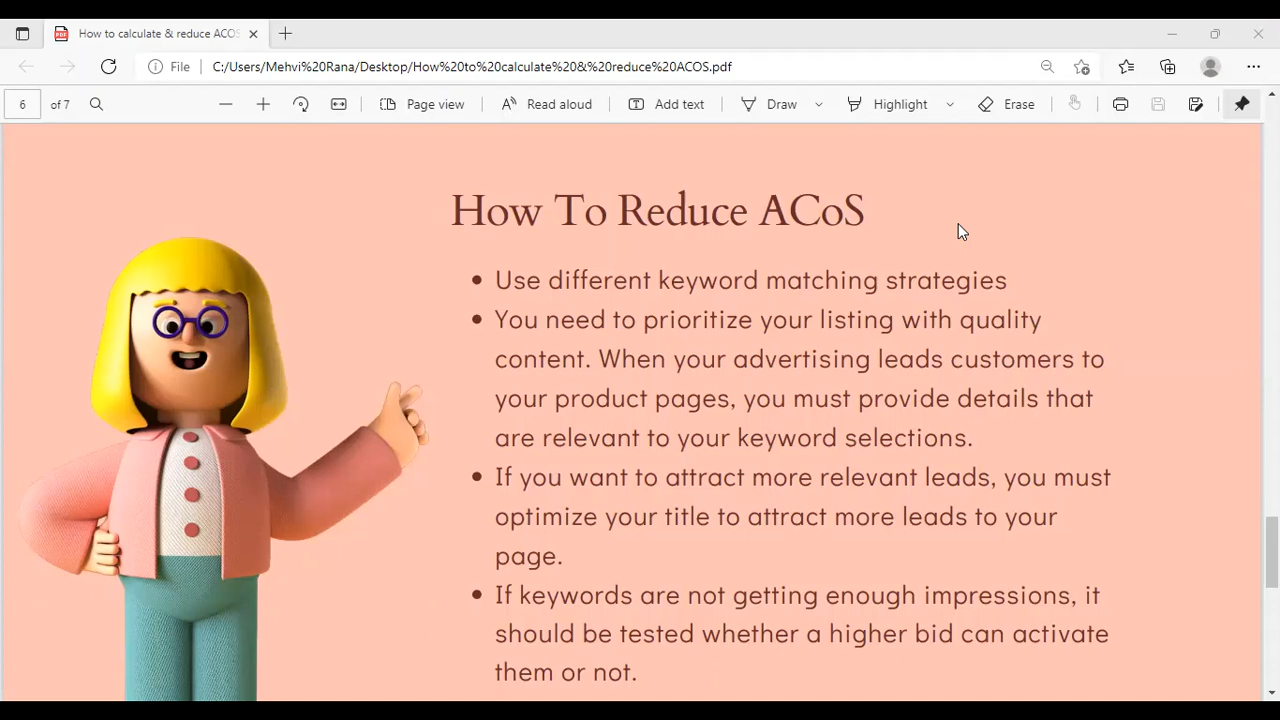 How to calculate & reduce ACOS
File
C:/Users/Mehvi%20Rana/Desktop/How%20to%20calculate%20&%20reduce%20ACOS.pdf
6 of 7
Page view
Read aloud
Add text
Draw
Highlight
Erase
How To Reduce ACoS
• Use different keyword matching strategies
• You need to prioritize your listing with quality
content. When your advertising leads customers to
your product pages, you must provide details that
are relevant to your keyword selections.
• If you want to attract more relevant leads, you must
optimize your title to attract more leads to your
page.
• If keywords are not getting enough impressions, it
should be tested whether a higher bid can activate
them or not.